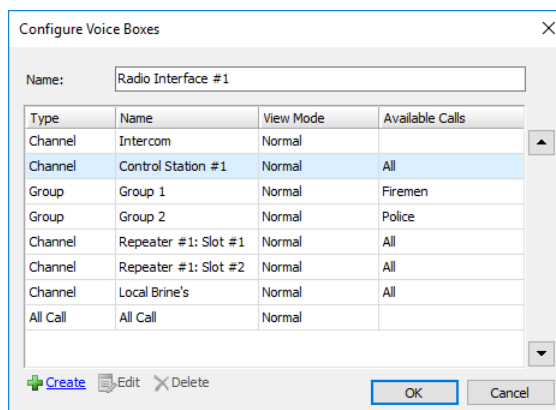 Configure Voice Boxes
Name: Radio Interface #1
Type Name View Mode Available Calls
Channel Intercom Normal
Channel Control Station #1 Normal All
Group Group 1 Normal Firemen
Group Group 2 Normal Police
Channel Repeater #1: Slot #1 Normal All
Channel Repeater #1: Slot #2 Normal All
Channel Local Brine's Normal All
All Call All Call Normal
Create Edit Delete
OK Cancel